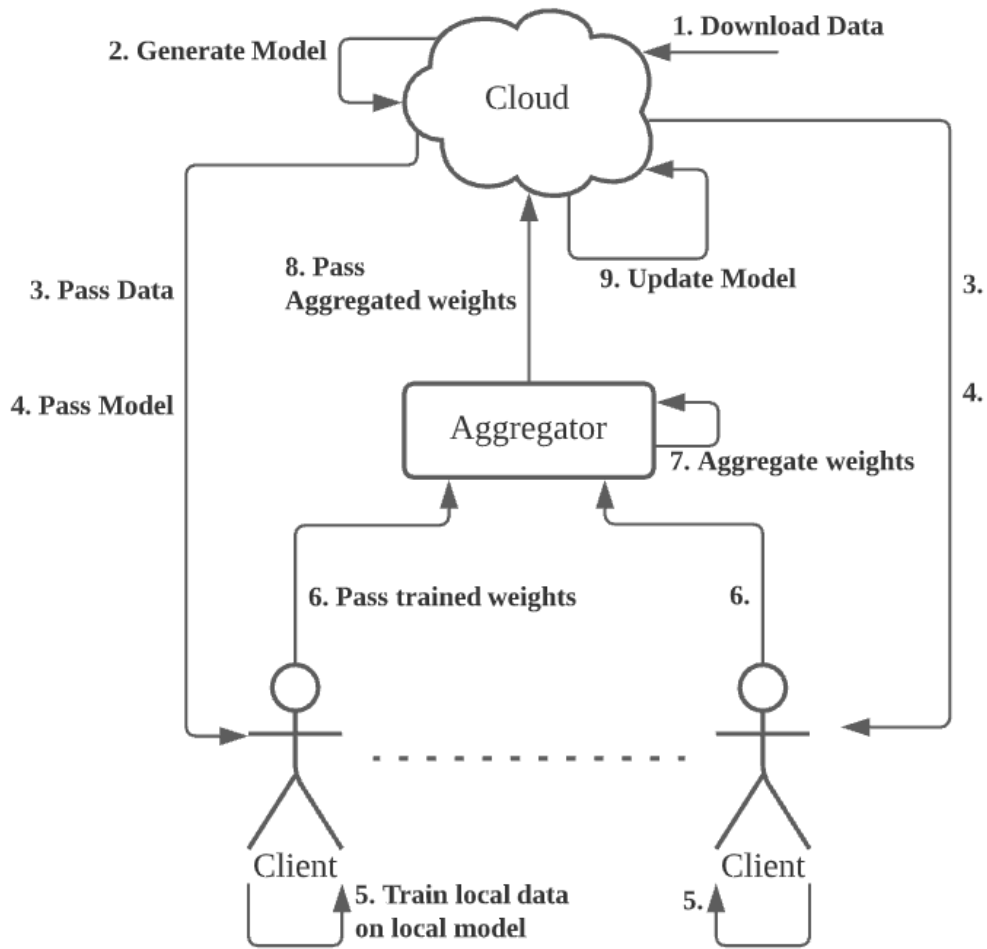 1. Download Data
2. Generate Model
Cloud
8. Pass
Aggregated weights
9. Update Model
3. Pass Data
3.
4. Pass Model
4.
Aggregator
7. Aggregate weights
6. Pass trained weights
6.
Client
Client
5. Train local data
on local model
5.